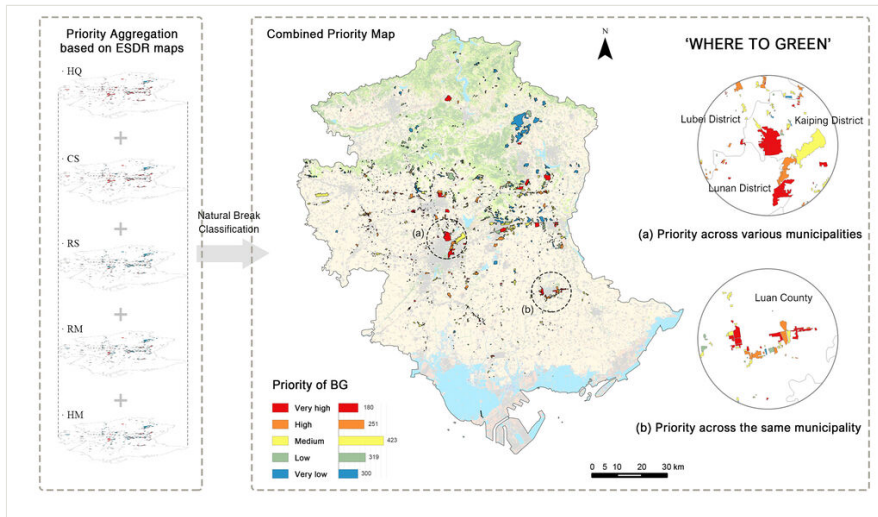 Priority Aggregation
based on ESDR maps
· HQ
+
CS
+
· RS
+
· RM
+
· HM
Natural Break
Classification
Combined Priority Map
N
(a)
(b)
Priority of BG
Very high 180
High 251
Medium 423
Low 319
Very low 300
0 5 10 20 30 km
'WHERE TO GREEN'
Lubei District
Kaiping District
Lunan District
(a) Priority across various municipalities
Luan County
(b) Priority across the same municipality